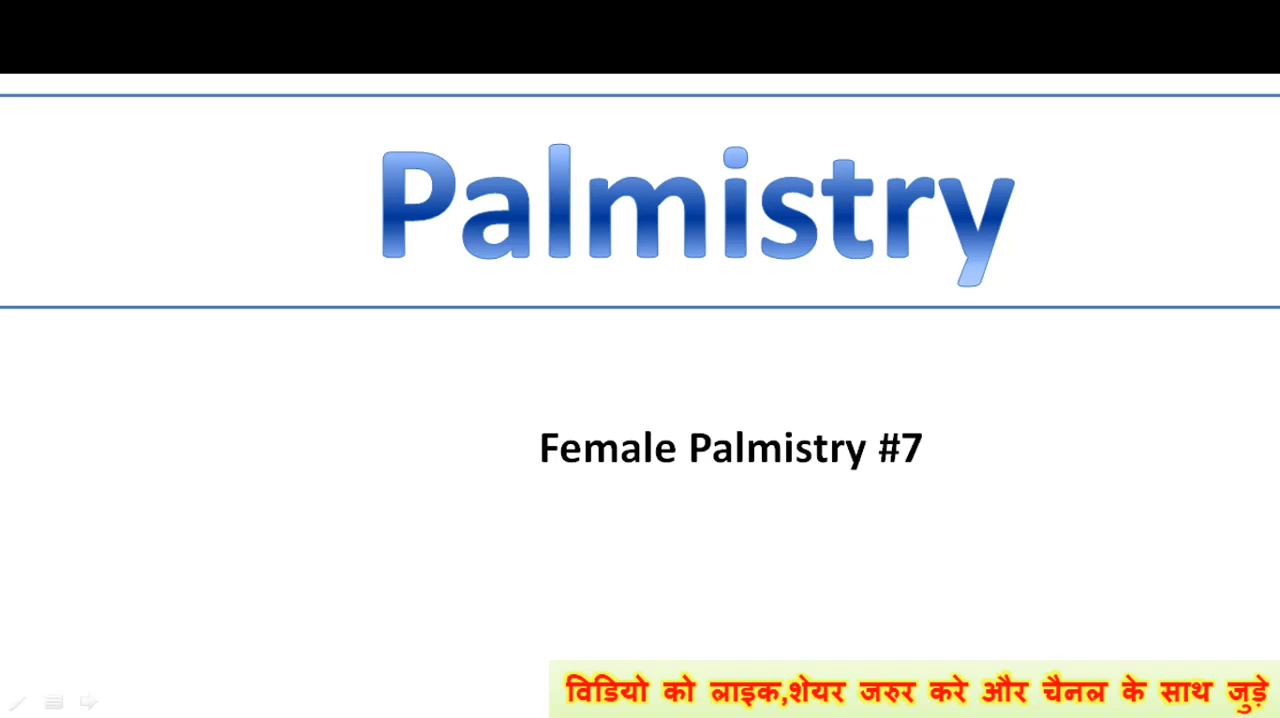 Palmistry
Female Palmistry #7
विडियो को लाइक,शेयर जरुर करे और चैनल के साथ जुड़े